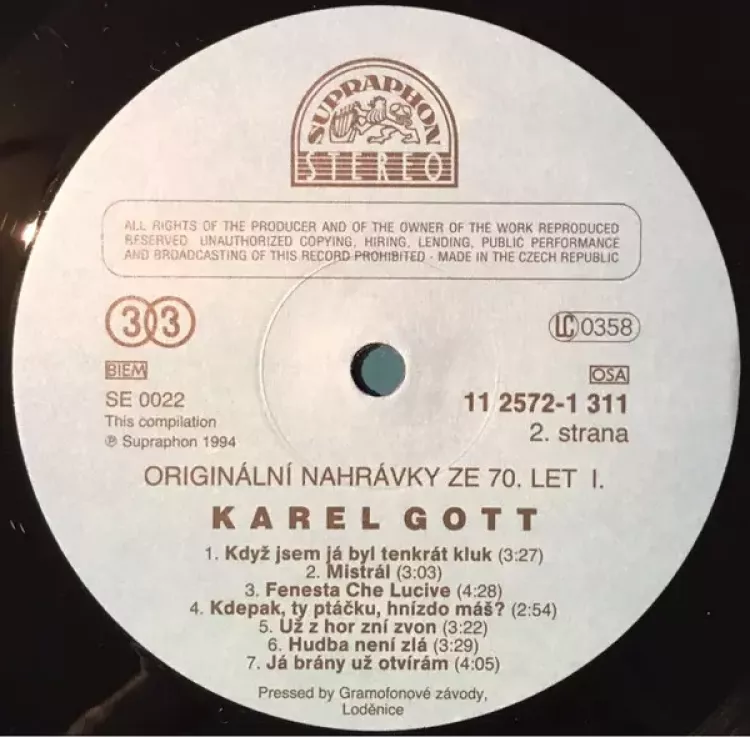 SUPRAPHON
STEREO
ALL RIGHTS OF THE PRODUCER AND OF THE OWNER OF THE WORK REPRODUCED
RESERVED UNAUTHORIZED COPYING, HIRING, LENDING, PUBLIC PERFORMANCE
AND BROADCASTING OF THIS RECORD PROHIBITED - MADE IN THE CZECH REPUBLIC
33
LC 0358
BIEM
OSA
SE 0022
11 2572-1 311
This compilation
2. strana
℗ Supraphon 1994
ORIGINÁLNÍ NAHRÁVKY ZE 70. LET I.
KAREL GOTT
1. Když jsem já byl tenkrát kluk (3:27)
2. Mistrál (3:03)
3. Fenesta Che Lucive (4:28)
4. Kdepak, ty ptáčku, hnízdo máš? (2:54)
5. Už z hor zní zvon (3:22)
6. Hudba není zlá (3:29)
7. Já brány už otvírám (4:05)
Pressed by Gramofonové závody,
Loděnice